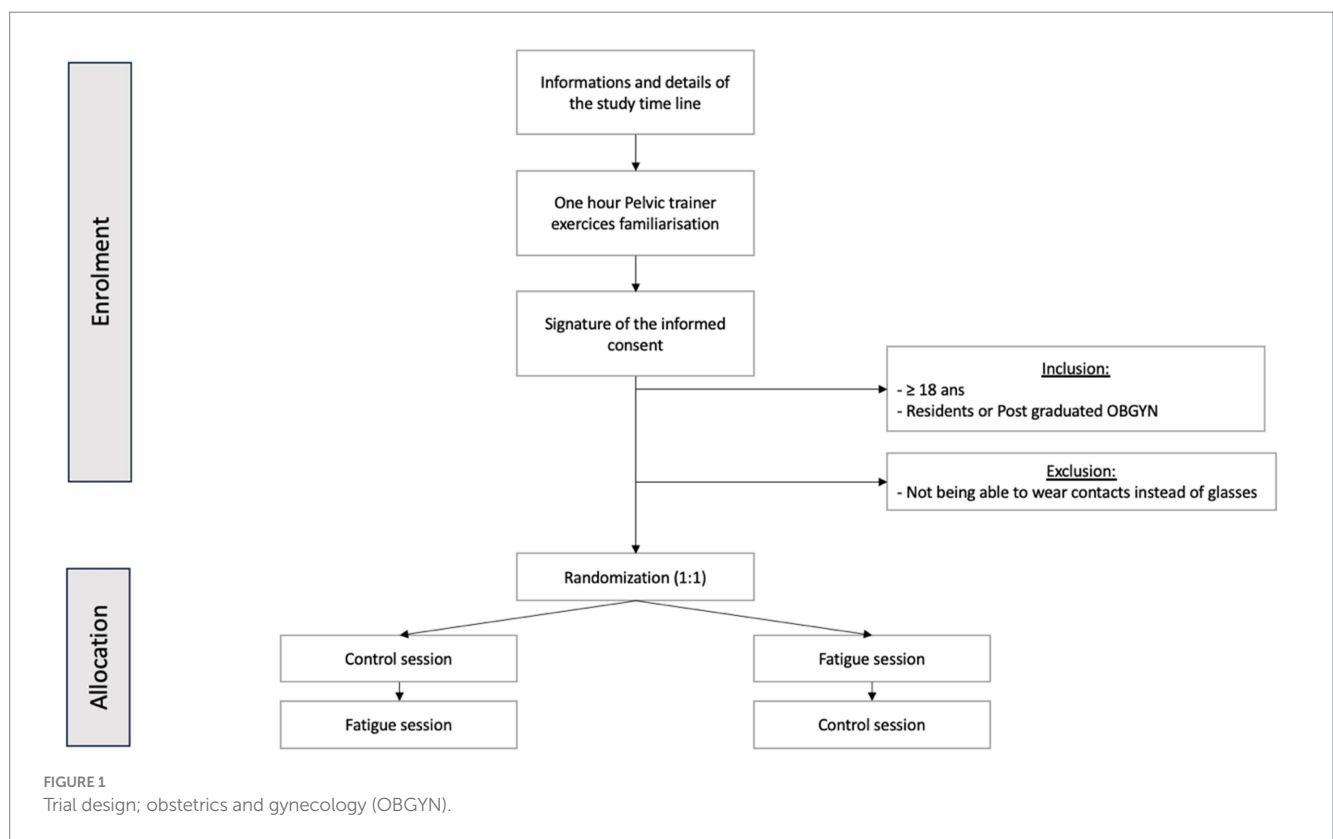 Enrolment
Informations and details of
the study time line
One hour Pelvic trainer
exercices familiarisation
Signature of the informed
consent
Inclusion:
- ≥ 18 ans
- Residents or Post graduated OBGYN
Exclusion:
- Not being able to wear contacts instead of glasses
Allocation
Randomization (1:1)
Control session
Fatigue session
Fatigue session
Control session
FIGURE 1
Trial design; obstetrics and gynecology (OBGYN).